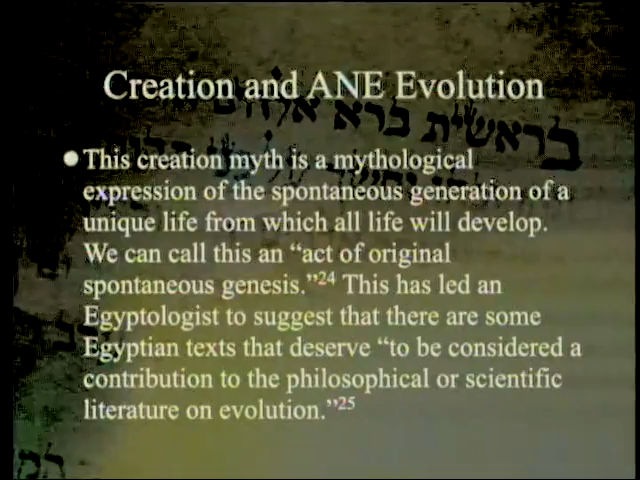 Creation and ANE Evolution
בראשית ברא אלהים
• This creation myth is a mythological
expression of the spontaneous generation of a
unique life from which all life will develop.
We can call this an “act of original
spontaneous genesis.”24 This has led an
Egyptologist to suggest that there are some
Egyptian texts that deserve “to be considered a
contribution to the philosophical or scientific
literature on evolution.”25